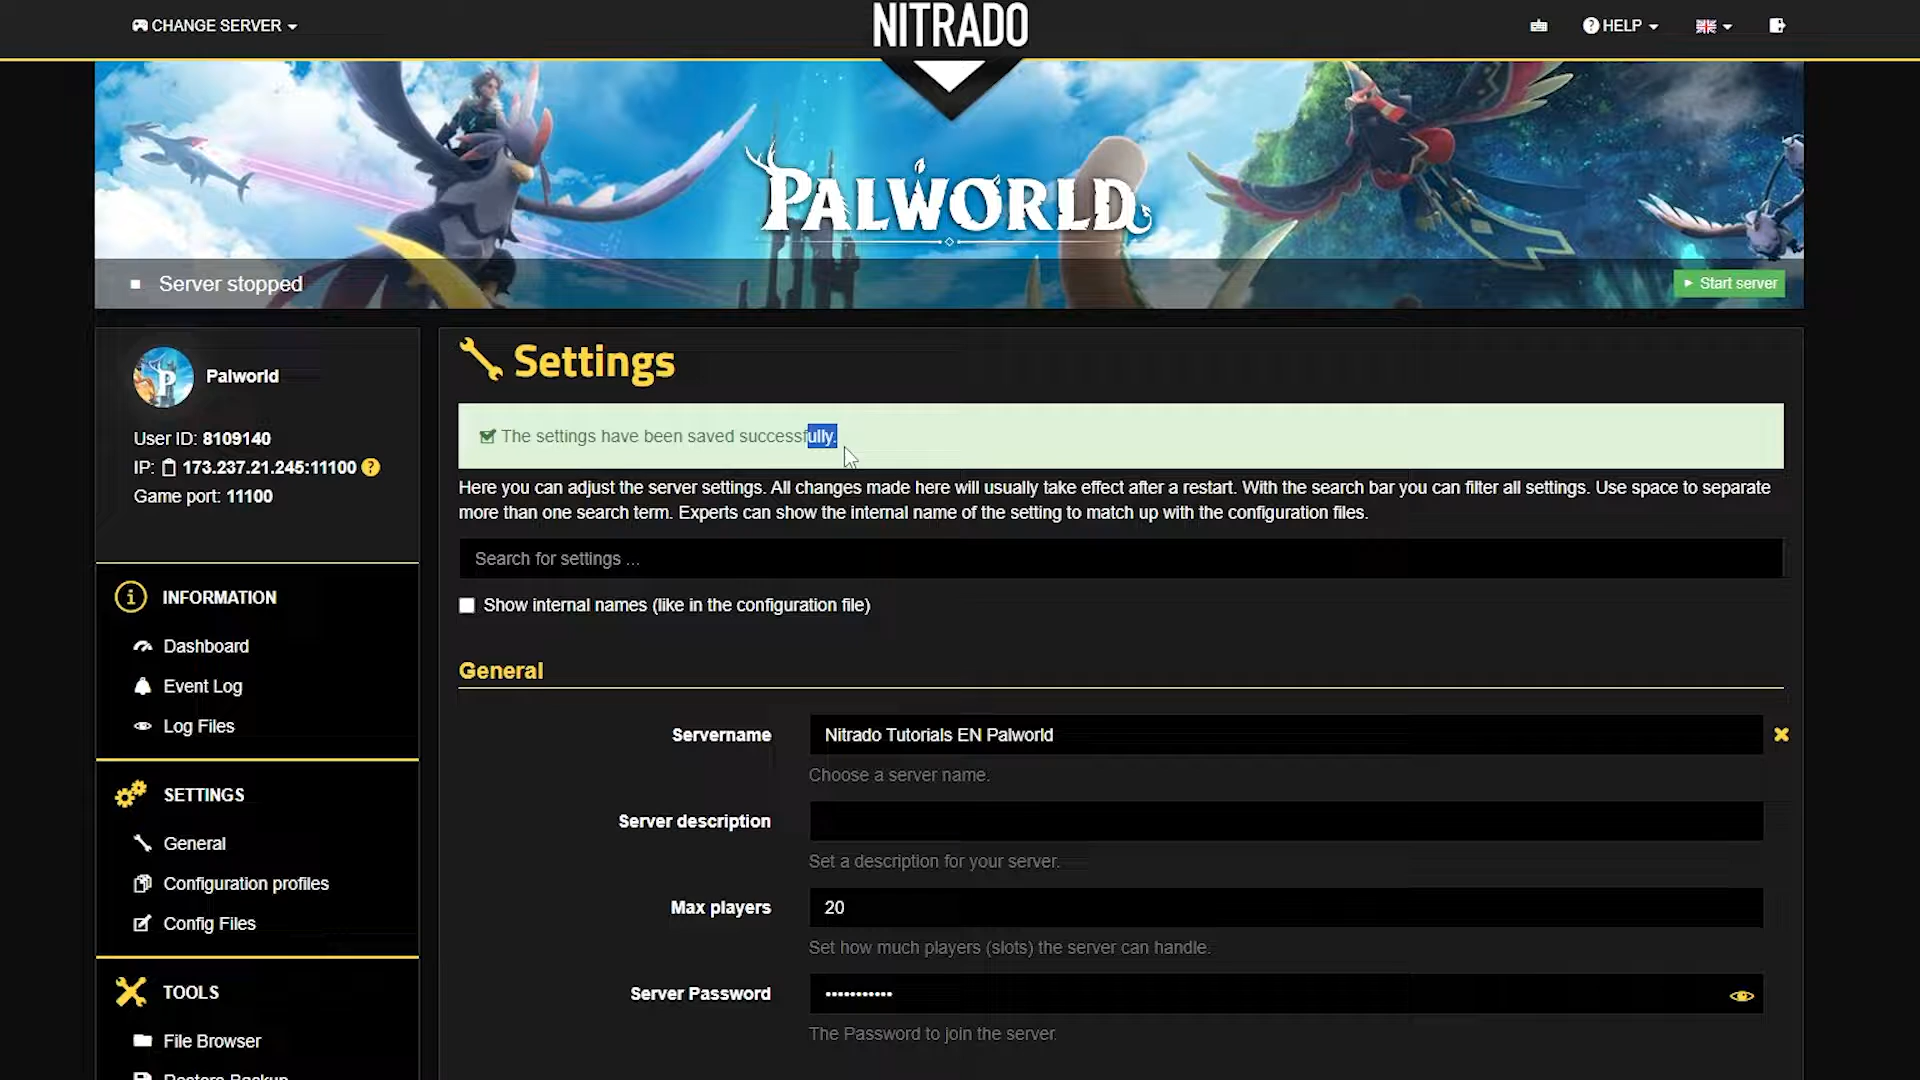 CHANGE SERVER
NITRADO
HELP
PALWORLD
Server stopped
Start server
Palworld
User ID: 8109140
IP: 173.237.21.245:11100 ?
Game port: 11100
Settings
The settings have been saved successfully.
Here you can adjust the server settings. All changes made here will usually take effect after a restart. With the search bar you can filter all settings. Use space to separate
more than one search term. Experts can show the internal name of the setting to match up with the configuration files.
Search for settings ...
Show internal names (like in the configuration file)
INFORMATION
Dashboard
Event Log
Log Files
SETTINGS
General
Configuration profiles
Config Files
TOOLS
File Browser
Restore Backup
General
Servername
Nitrado Tutorials EN Palworld
Choose a server name.
Server description
Set a description for your server.
Max players
20
Set how much players (slots) the server can handle.
Server Password
•••••••••••
The Password to join the server.